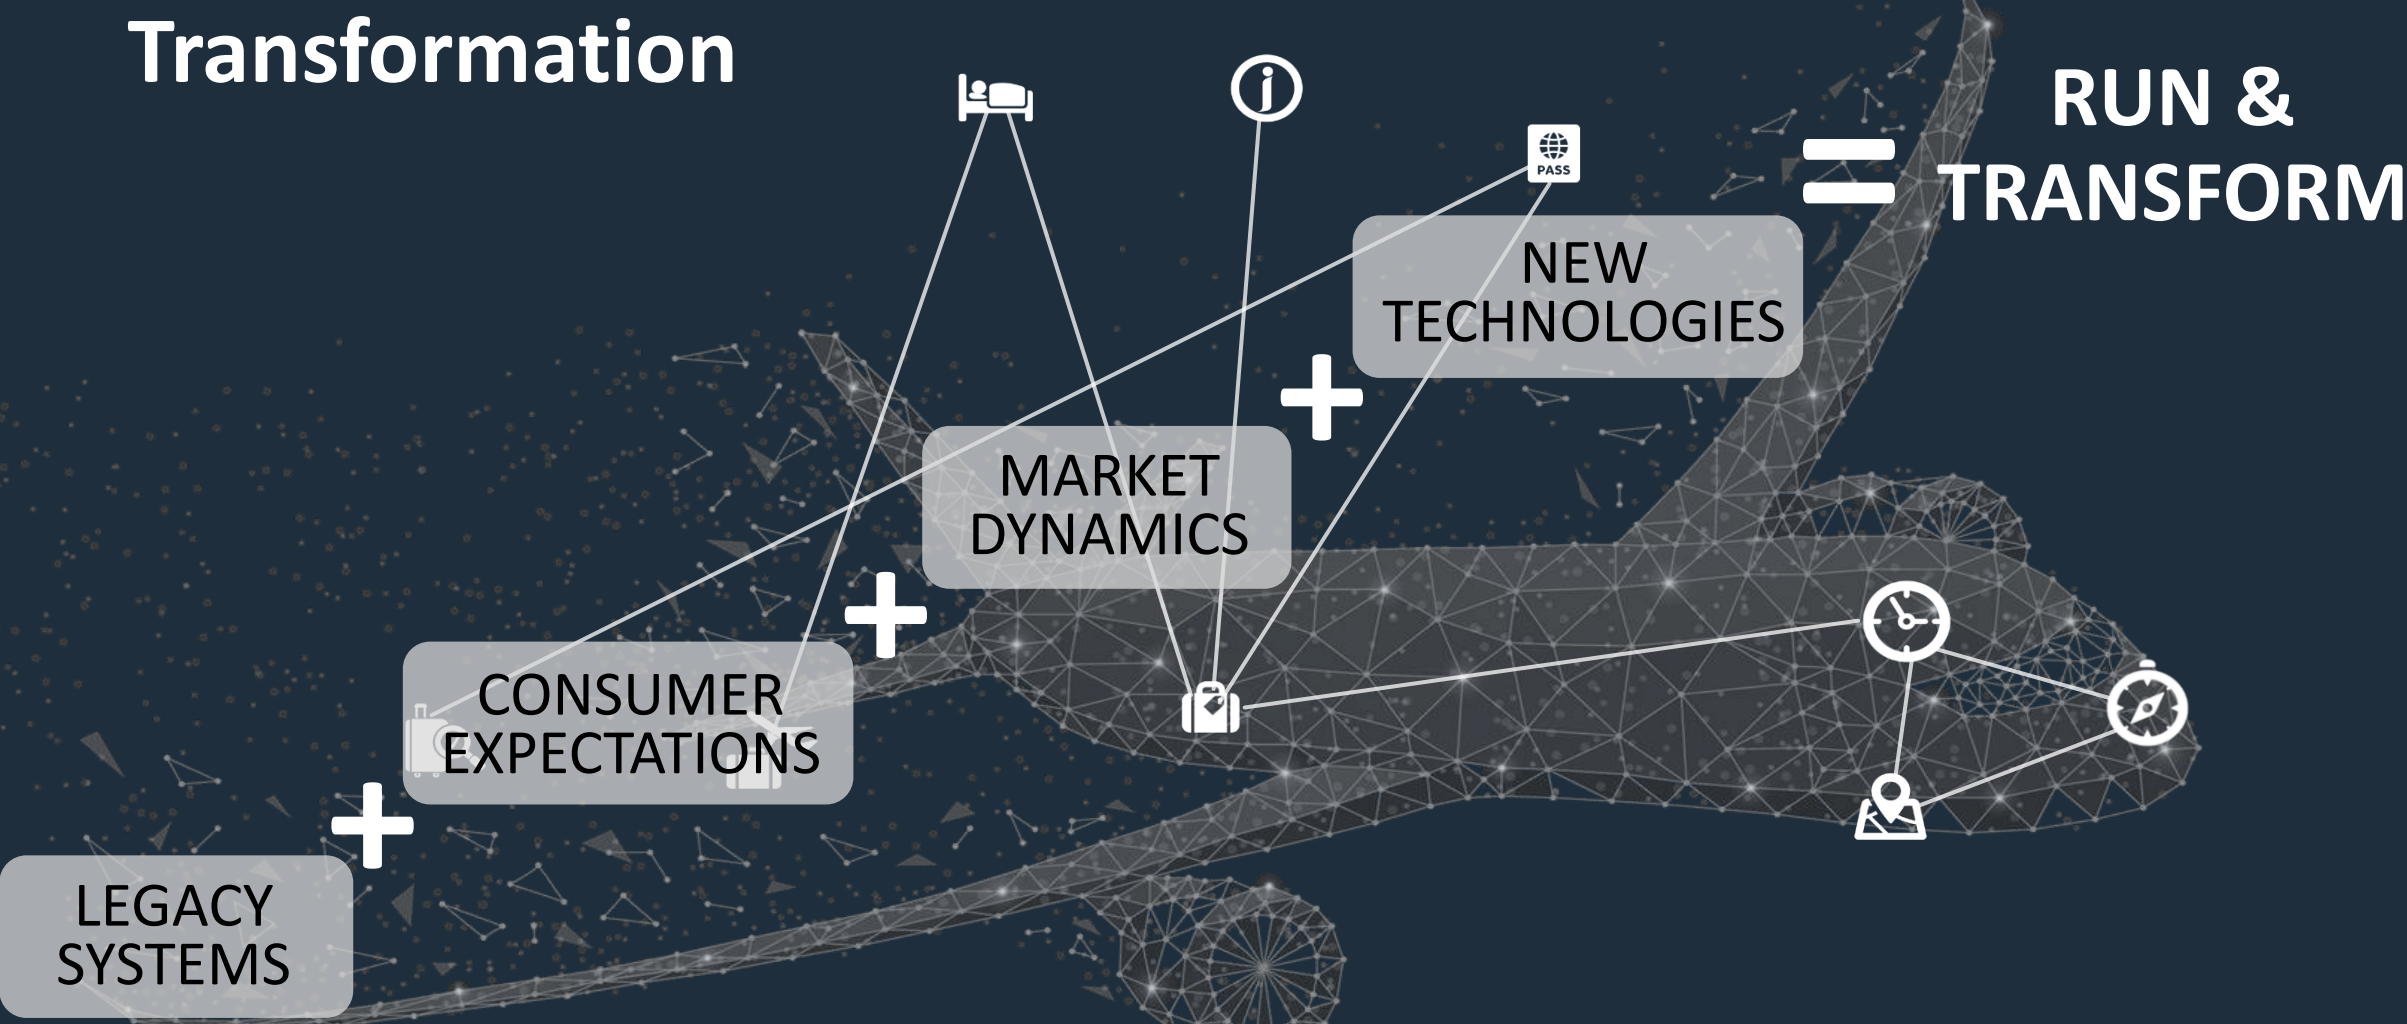 Transformation
RUN &
TRANSFORM
PASS
NEW
TECHNOLOGIES
MARKET
DYNAMICS
CONSUMER
EXPECTATIONS
LEGACY
SYSTEMS